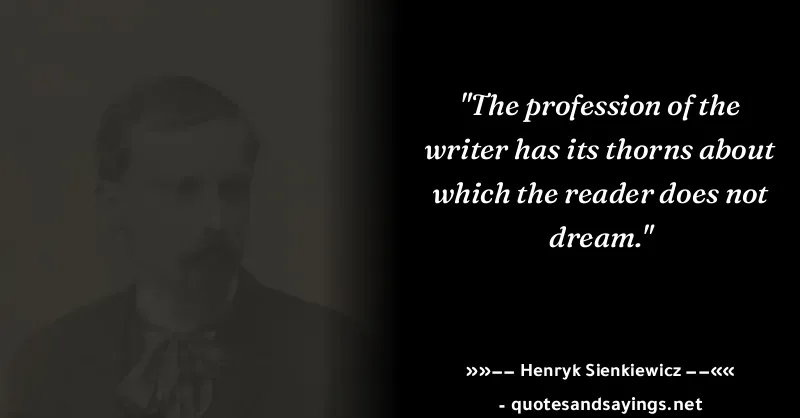 "The profession of the
writer has its thorns about
which the reader does not
dream."
»»−− Henryk Sienkiewicz −−««
- quotesandsayings.net